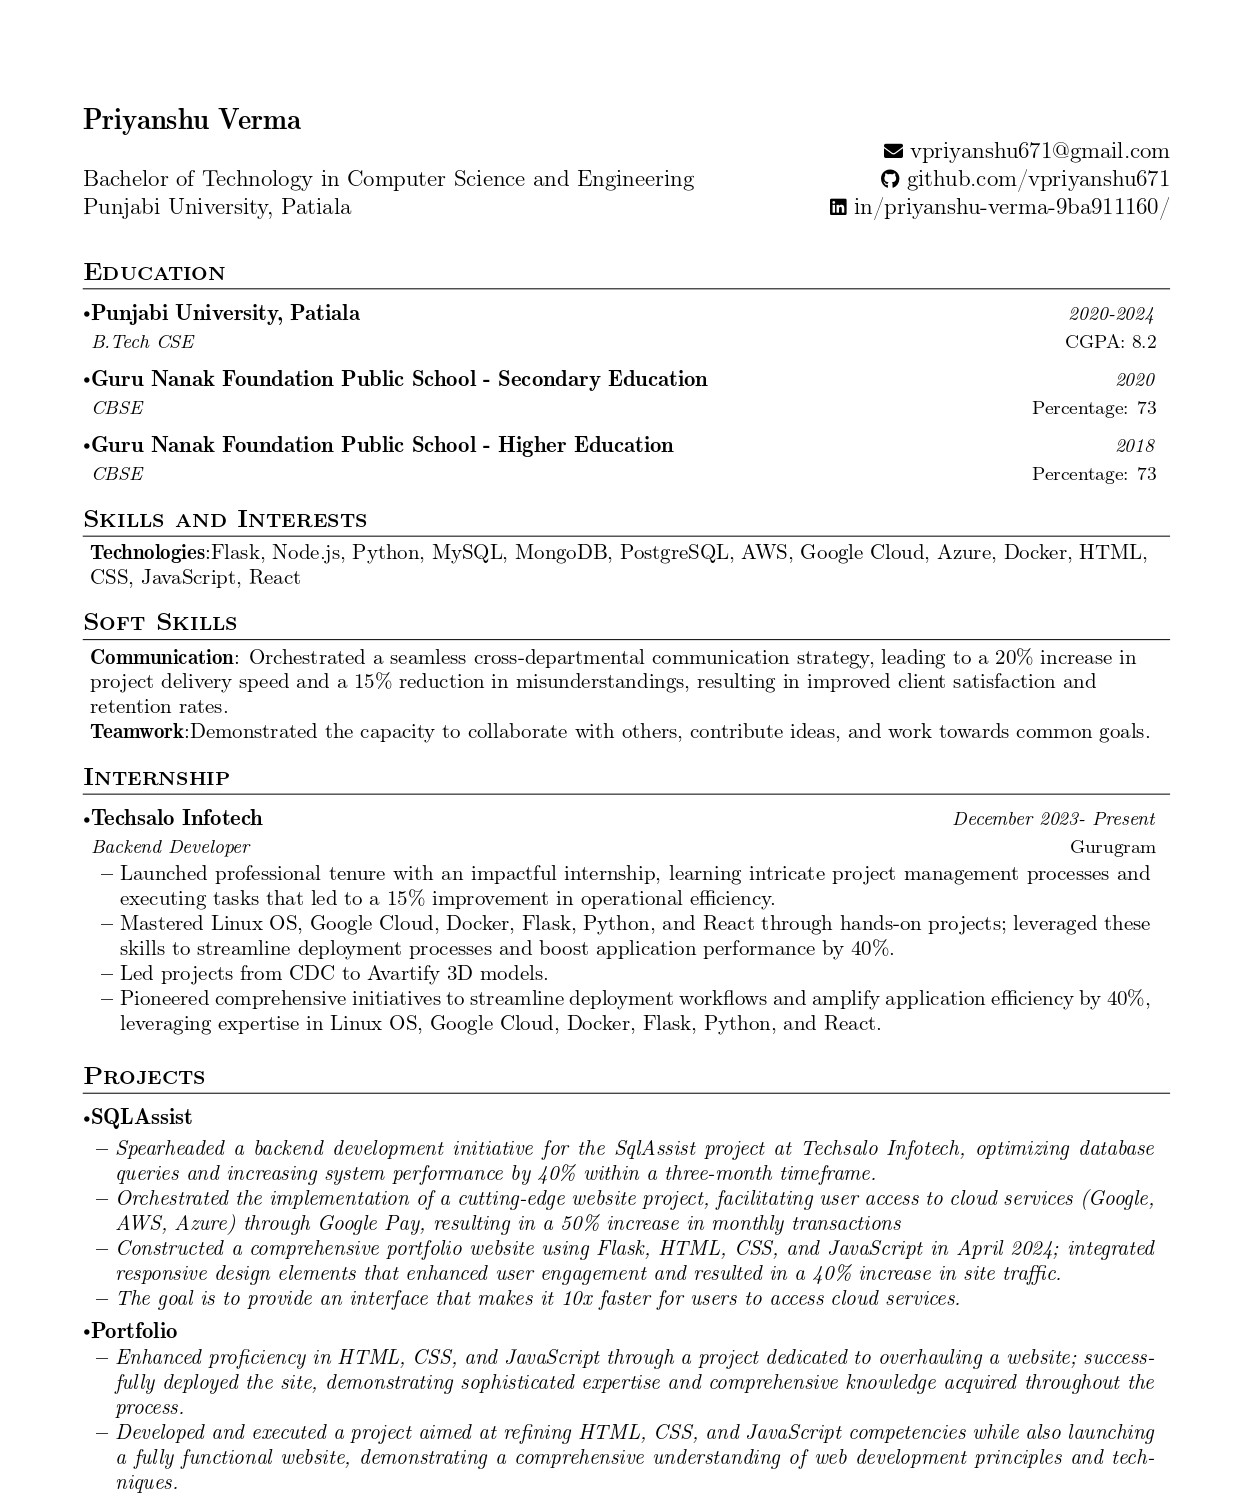 Priyanshu Verma
vpriyanshu671@gmail.com
Bachelor of Technology in Computer Science and Engineering github.com/vpriyanshu671
Punjabi University, Patiala in/priyanshu-verma-9ba911160/
Education
•Punjabi University, Patiala 2020-2024
B.Tech CSE CGPA: 8.2
•Guru Nanak Foundation Public School - Secondary Education 2020
CBSE Percentage: 73
•Guru Nanak Foundation Public School - Higher Education 2018
CBSE Percentage: 73
Skills and Interests
Technologies:Flask, Node.js, Python, MySQL, MongoDB, PostgreSQL, AWS, Google Cloud, Azure, Docker, HTML,
CSS, JavaScript, React
Soft Skills
Communication: Orchestrated a seamless cross-departmental communication strategy, leading to a 20% increase in
project delivery speed and a 15% reduction in misunderstandings, resulting in improved client satisfaction and
retention rates.
Teamwork:Demonstrated the capacity to collaborate with others, contribute ideas, and work towards common goals.
Internship
•Techsalo Infotech December 2023- Present
Backend Developer Gurugram
– Launched professional tenure with an impactful internship, learning intricate project management processes and
executing tasks that led to a 15% improvement in operational efficiency.
– Mastered Linux OS, Google Cloud, Docker, Flask, Python, and React through hands-on projects; leveraged these
skills to streamline deployment processes and boost application performance by 40%.
– Led projects from CDC to Avartify 3D models.
– Pioneered comprehensive initiatives to streamline deployment workflows and amplify application efficiency by 40%,
leveraging expertise in Linux OS, Google Cloud, Docker, Flask, Python, and React.
Projects
•SQLAssist
– Spearheaded a backend development initiative for the SqlAssist project at Techsalo Infotech, optimizing database
queries and increasing system performance by 40% within a three-month timeframe.
– Orchestrated the implementation of a cutting-edge website project, facilitating user access to cloud services (Google,
AWS, Azure) through Google Pay, resulting in a 50% increase in monthly transactions
– Constructed a comprehensive portfolio website using Flask, HTML, CSS, and JavaScript in April 2024; integrated
responsive design elements that enhanced user engagement and resulted in a 40% increase in site traffic.
– The goal is to provide an interface that makes it 10x faster for users to access cloud services.
•Portfolio
– Enhanced proficiency in HTML, CSS, and JavaScript through a project dedicated to overhauling a website; success-
fully deployed the site, demonstrating sophisticated expertise and comprehensive knowledge acquired throughout the
process.
– Developed and executed a project aimed at refining HTML, CSS, and JavaScript competencies while also launching
a fully functional website, demonstrating a comprehensive understanding of web development principles and tech-
niques.